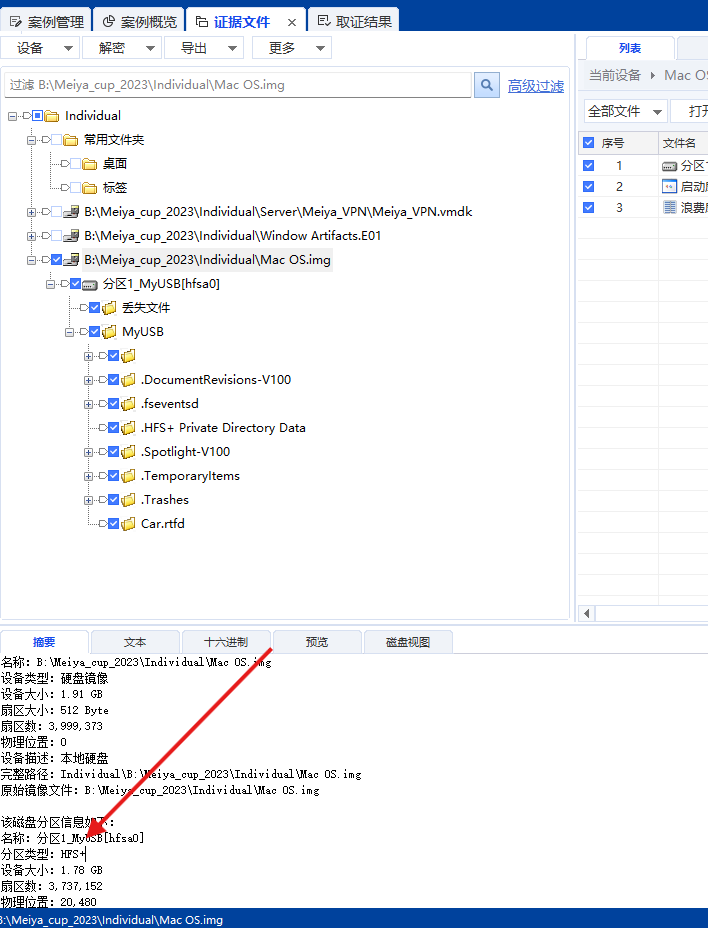 案例管理 案例概览 证据文件 × 取证结果
设备 解密 导出 更多
过滤 B:\Meiya_cup_2023\Individual\Mac OS.img 高级过滤
Individual
常用文件夹
桌面
标签
B:\Meiya_cup_2023\Individual\Server\Meiya_VPN\Meiya_VPN.vmdk
B:\Meiya_cup_2023\Individual\Window Artifacts.E01
B:\Meiya_cup_2023\Individual\Mac OS.img
分区1_MyUSB[hfsa0]
丢失文件
MyUSB
.DocumentRevisions-V100
.fseventsd
.HFS+ Private Directory Data
.Spotlight-V100
.TemporaryItems
.Trashes
Car.rtfd
列表
当前设备 Mac OS
全部文件 打开
序号 文件名
1 分区1
2 启动
3 浪费
摘要 文本 十六进制 预览 磁盘视图
名称: B:\Meiya_cup_2023\Individual\Mac OS.img
设备类型: 硬盘镜像
设备大小: 1.91 GB
扇区大小: 512 Byte
扇区数: 3,999,373
物理位置: 0
设备描述: 本地硬盘
完整路径: Individual\B:\Meiya_cup_2023\Individual\Mac OS.img
原始镜像文件: B:\Meiya_cup_2023\Individual\Mac OS.img
该磁盘分区信息如下:
名称: 分区1_MyUSB[hfsa0]
分区类型: HFS+
设备大小: 1.78 GB
扇区数: 3,737,152
物理位置: 20,480
B:\Meiya_cup_2023\Individual\Mac OS.img